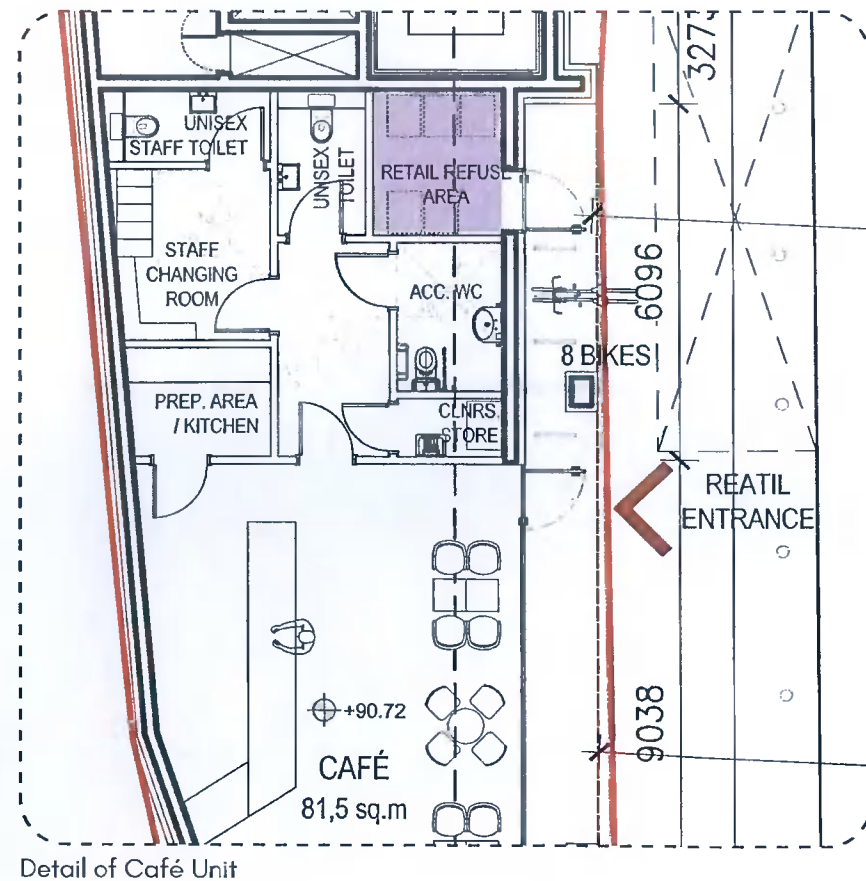 3273
UNISEX
STAFF TOILET
UNISEX
TOILET
RETAIL REFUSE
AREA
STAFF
CHANGING
ROOM
ACC. WC
6096
8 BIKES
PREP. AREA
/ KITCHEN
CLNRS.
STORE
REATIL
ENTRANCE
+90.72
9038
CAFÉ
81,5 sq.m
Detail of Café Unit